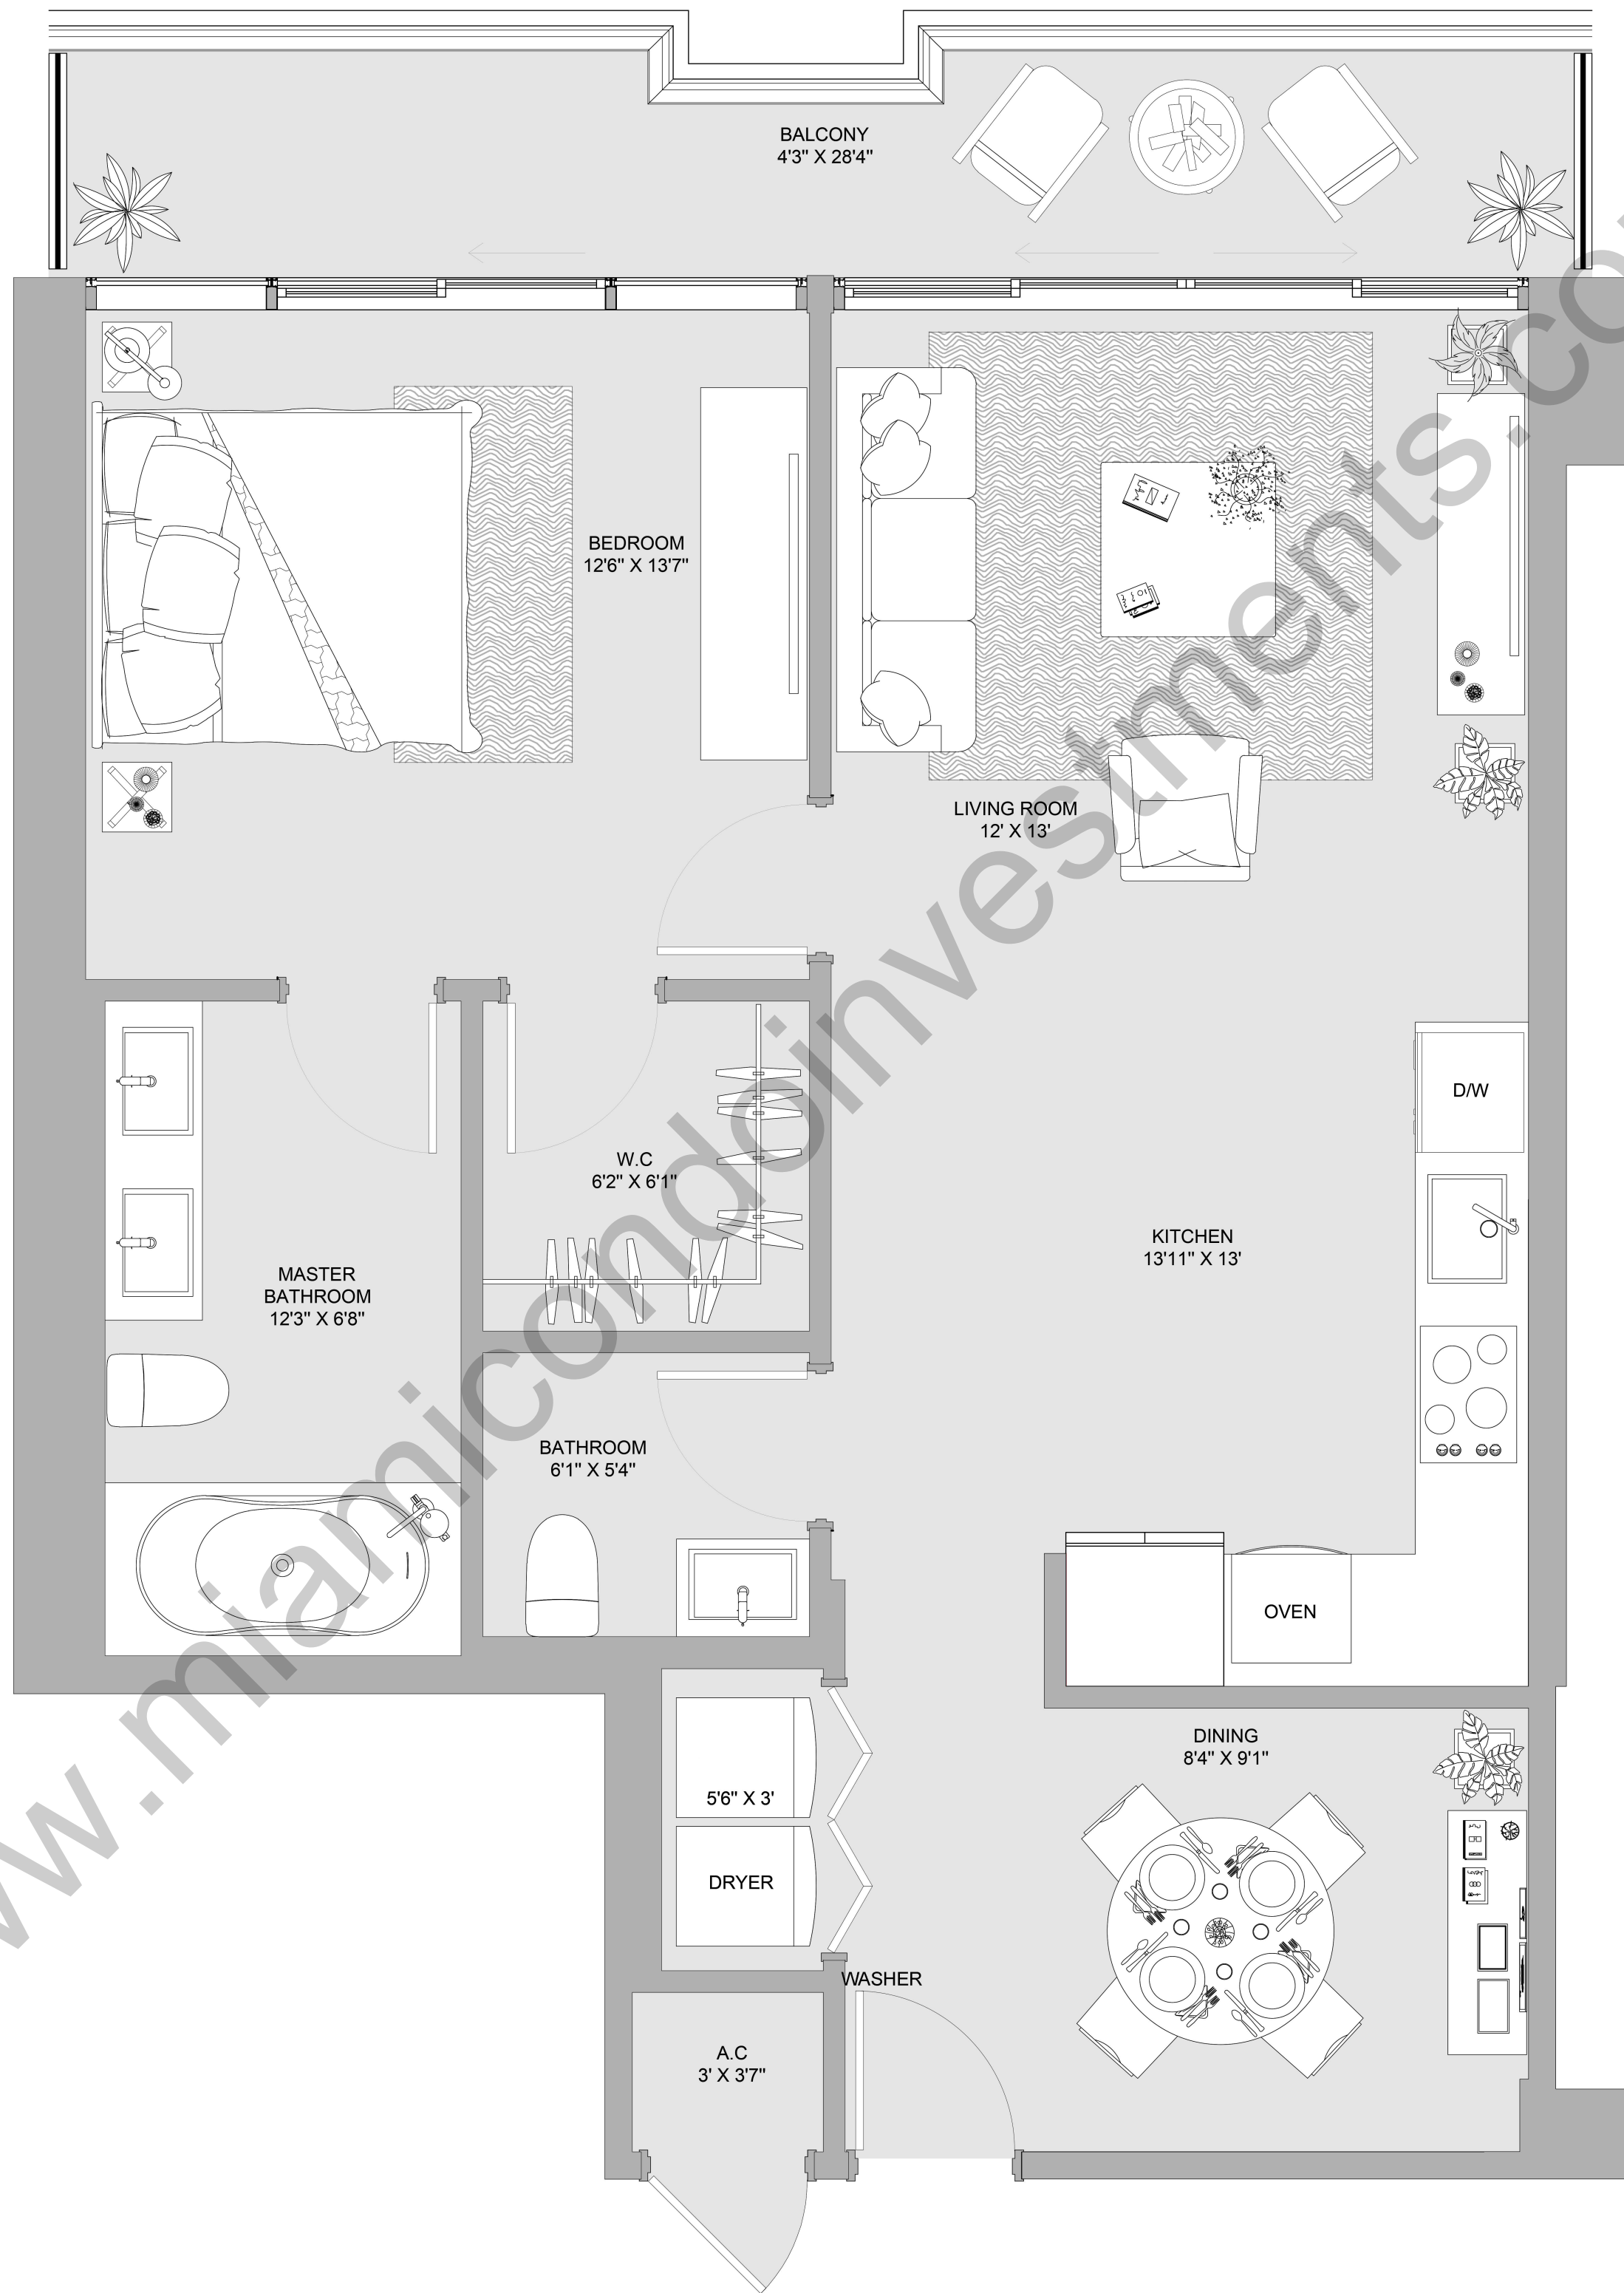 BALCONY
4'3" X 28'4"
BEDROOM
12'6" X 13'7"
LIVING ROOM
12' X 13'
D/W
W.C
6'2" X 6'1"
KITCHEN
13'11" X 13'
MASTER
BATHROOM
12'3" X 6'8"
BATHROOM
6'1" X 5'4"
OVEN
DINING
8'4" X 9'1"
5'6" X 3'
DRYER
WASHER
A.C
3' X 3'7"
w.miamicondoinvestments.co